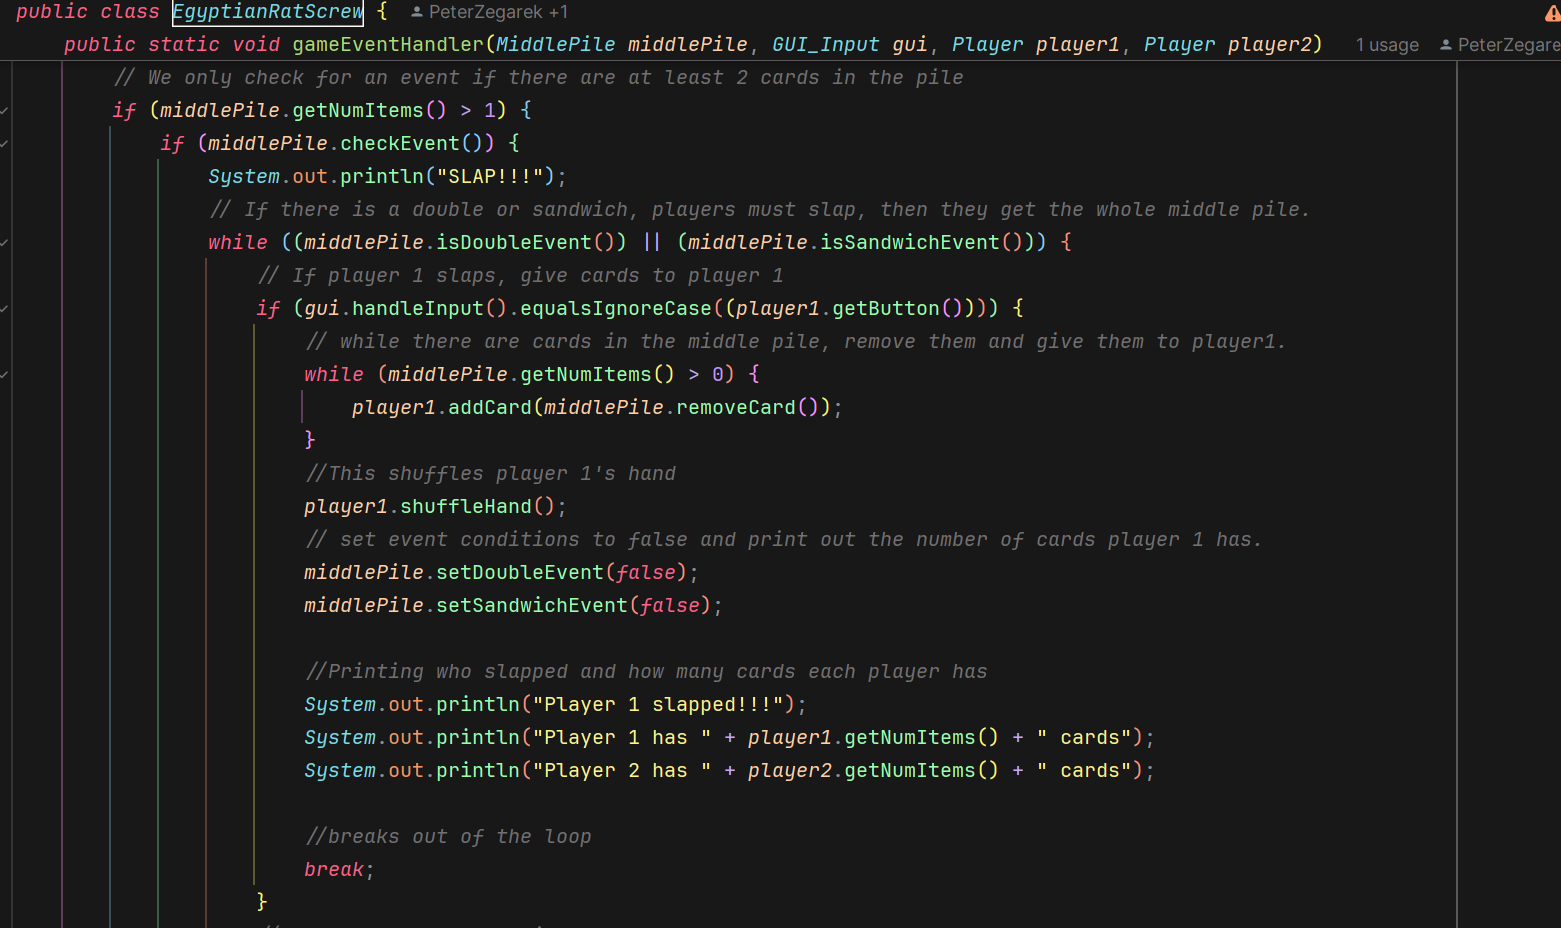 public class EgyptianRatScrew { PeterZegarek +1
public static void gameEventHandler(MiddlePile middlePile, GUI_Input gui, Player player1, Player player2) 1 usage PeterZegare
// We only check for an event if there are at least 2 cards in the pile
if (middlePile.getNumItems() > 1) {
if (middlePile.checkEvent()) {
System.out.println("SLAP!!!");
// If there is a double or sandwich, players must slap, then they get the whole middle pile.
while ((middlePile.isDoubleEvent()) || (middlePile.isSandwichEvent())) {
// If player 1 slaps, give cards to player 1
if (gui.handleInput().equalsIgnoreCase((player1.getButton()))) {
// while there are cards in the middle pile, remove them and give them to player1.
while (middlePile.getNumItems() > 0) {
player1.addCard(middlePile.removeCard());
}
//This shuffles player 1's hand
player1.shuffleHand();
// set event conditions to false and print out the number of cards player 1 has.
middlePile.setDoubleEvent(false);
middlePile.setSandwichEvent(false);
//Printing who slapped and how many cards each player has
System.out.println("Player 1 slapped!!!");
System.out.println("Player 1 has " + player1.getNumItems() + " cards");
System.out.println("Player 2 has " + player2.getNumItems() + " cards");
//breaks out of the loop
break;
}